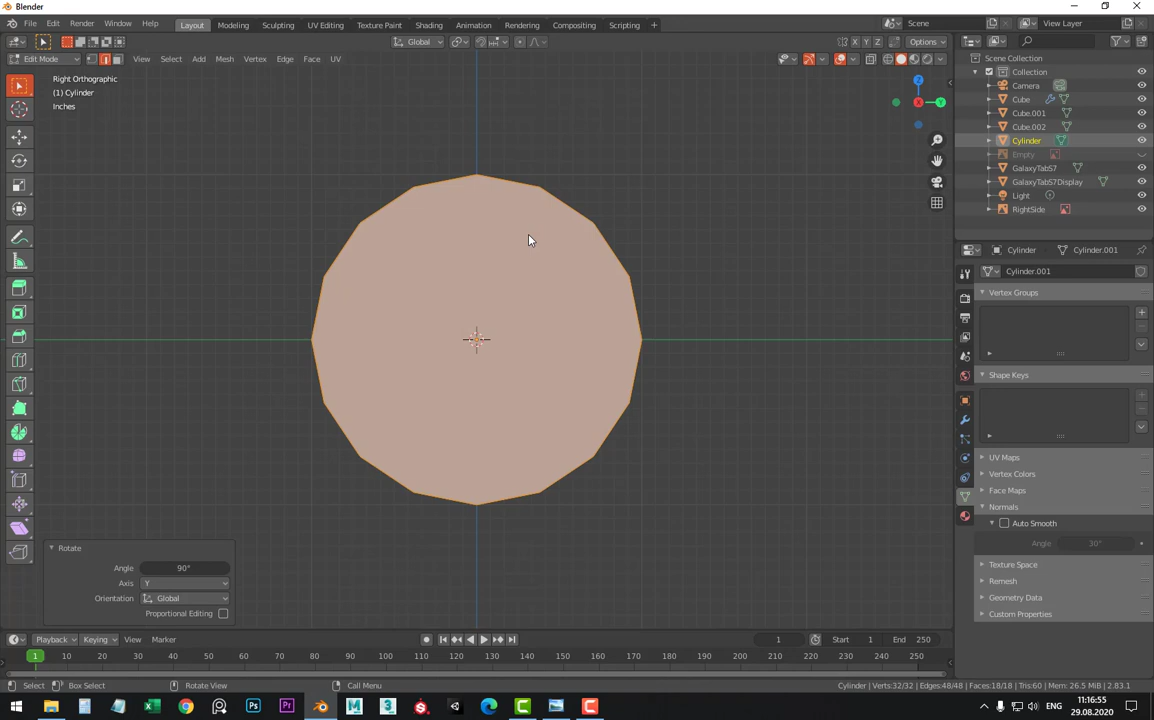 Blender
File Edit Render Window Help Layout Modeling Sculpting UV Editing Texture Paint Shading Animation Rendering Compositing Scripting + Scene View Layer
Global X Y Z Options
Edit Mode View Select Add Mesh Vertex Edge Face UV
Right Orthographic
(1) Cylinder
Inches
Z
X Y
Scene Collection
Collection
Camera
Cube
Cube.001
Cube.002
Cylinder
Empty
GalaxyTabS7
GalaxyTabS7Display
Light
RightSide
Cylinder Cylinder.001
Cylinder.001
Vertex Groups
Shape Keys
UV Maps
Vertex Colors
Face Maps
Normals
Auto Smooth
Angle 30°
Texture Space
Remesh
Geometry Data
Custom Properties
Rotate
Angle 90°
Axis Y
Orientation Global
Proportional Editing
Playback Keying View Marker 1 Start 1 End 250
1 10 20 30 40 50 60 70 80 90 100 110 120 130 140 150 160 170 180 190 200 210 220 230 240 250
Select Box Select Rotate View Call Menu Cylinder | Verts:32/32 | Edges:48/48 | Faces:18/18 | Tris:60 | Mem: 26.5 MiB | 2.83.1
Ps Pr M 3 ENG 11:16:55
29.08.2020